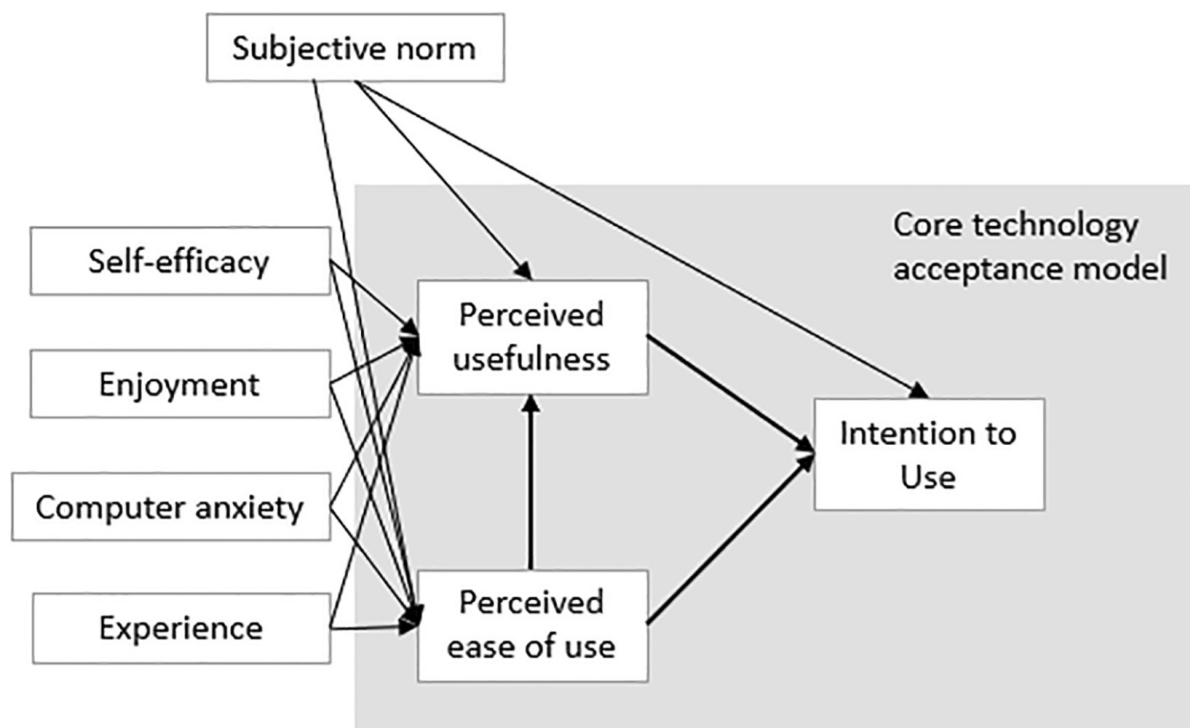 Subjective norm
Core technology
acceptance model
Self-efficacy
Perceived
usefulness
Enjoyment
Intention to
Use
Computer anxiety
Perceived
ease of use
Experience